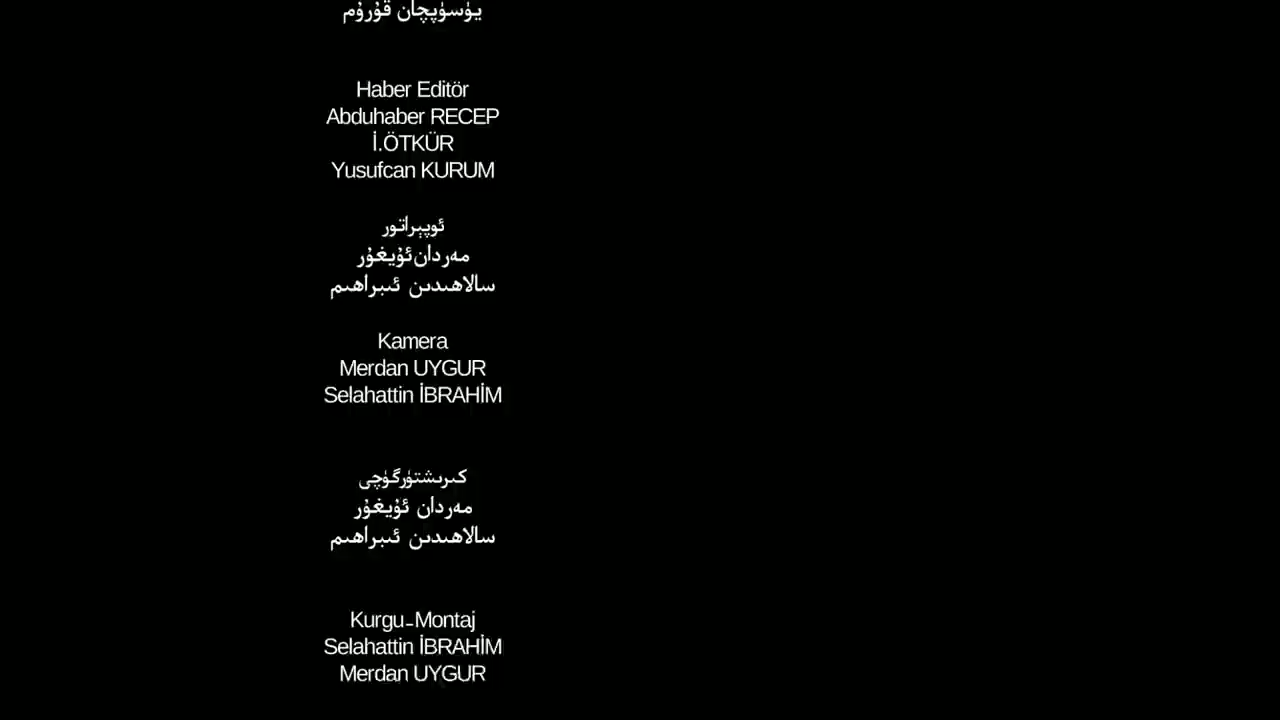 يۈسۈپچان قۇرۇم
Haber Editör
Abduhaber RECEP
İ.ÖTKÜR
Yusufcan KURUM
ئوپېراتور
مەردان ئۇيغۇر
سالاھىدىن ئىبراھىم
Kamera
Merdan UYGUR
Selahattin İBRAHİM
كىرىشتۈرگۈچى
مەردان ئۇيغۇر
سالاھىدىن ئىبراھىم
Kurgu-Montaj
Selahattin İBRAHİM
Merdan UYGUR